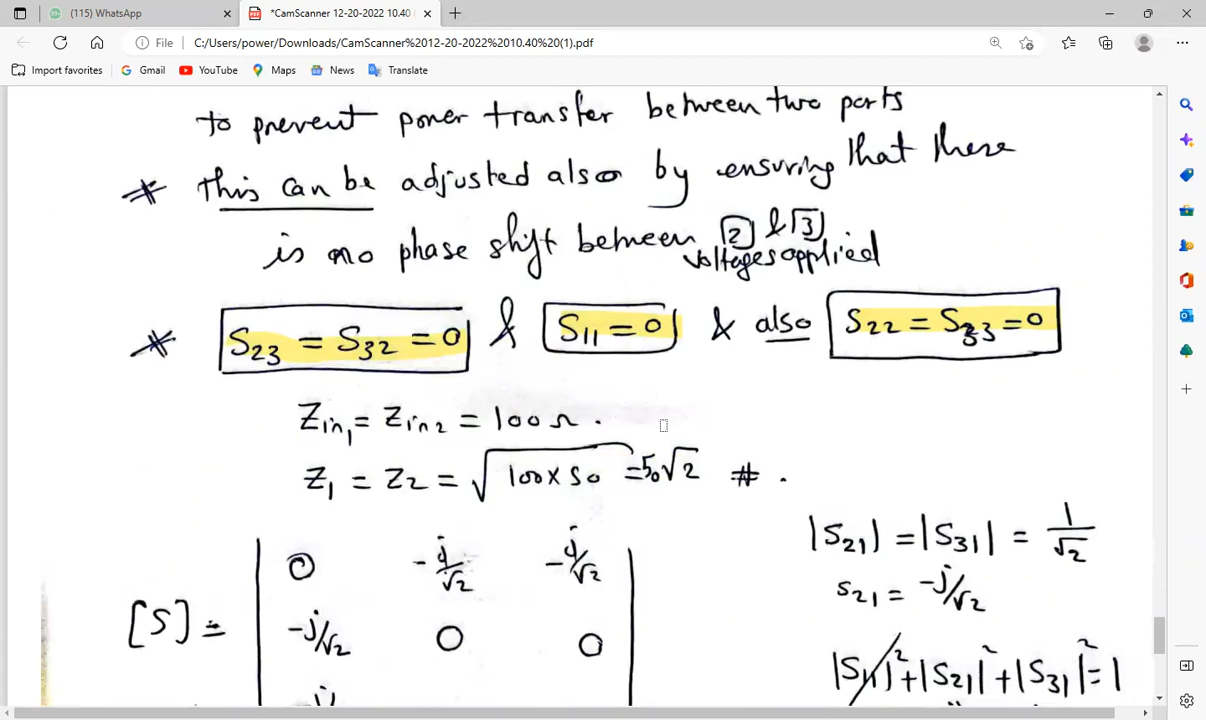 (115) WhatsApp
*CamScanner 12-20-2022 10.40
File C:/Users/power/Downloads/CamScanner%2012-20-2022%2010.40%20(1).pdf
Import favorites Gmail YouTube Maps News Translate
to prevent power transfer between two ports
* this can be adjusted also by ensuring that there
is no phase shift between 2 & 3
voltages applied
* S23 = S32 = 0 & S11 = 0 & also S22 = S33 = 0
Zin1 = Zin2 = 100 Ω .
Z1 = Z2 = √100×50 = 50√2 # .
|S21| = |S31| = 1/√2
S21 = -j/√2
0 -j/√2 -j/√2
[S] =
-j/√2 0 0
|S11|² + |S21|² + |S31|² = 1